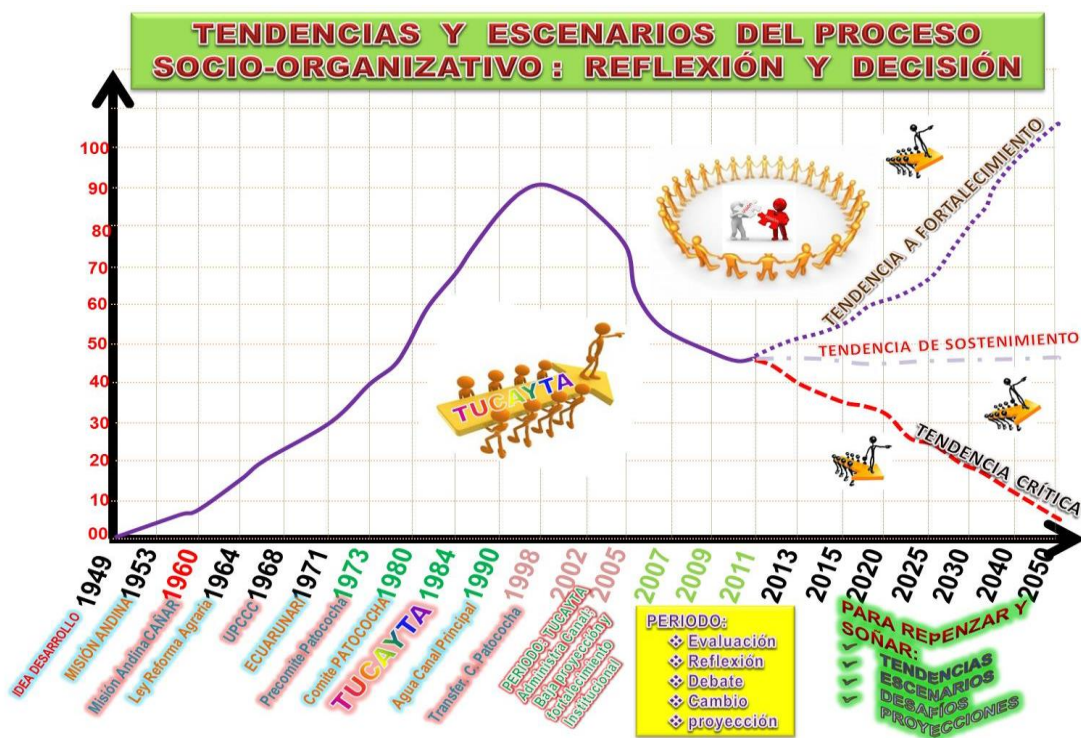 TENDENCIAS Y ESCENARIOS DEL PROCESO
SOCIO-ORGANIZATIVO : REFLEXIÓN Y DECISIÓN
100
90
80
70
60
50
40
30
20
10
00
TUCAYTA
TENDENCIA A FORTALECIMIENTO
TENDENCIA DE SOSTENIMIENTO
TENDENCIA CRÍTICA
1949
1953
1960
1964
1968
1971
1973
1980
1984
1990
1998
2002
2005
2007
2009
2011
2013
2015
2020
2025
2030
2040
2050
IDEA DESARROLLO
MISIÓN ANDINA
Misión Andina CAÑAR
Ley Reforma Agraria
UPCCC
ECUARUNARI
Precomite Patococha
Comite PATOCOCHA
TUCAYTA
Agua Canal Principal
Transfer. C. Patococha
PERIODO: TUCAYTA
Administra Canal;
Baja proyección y
fortalecimiento
Institucional
PERIODO:
❖ Evaluación
❖ Reflexión
❖ Debate
❖ Cambio
❖ proyección
PARA REPENZAR Y
SOÑAR:
✓ TENDENCIAS
✓ ESCENARIOS
✓ DESAFÍOS
PROYECCIONES